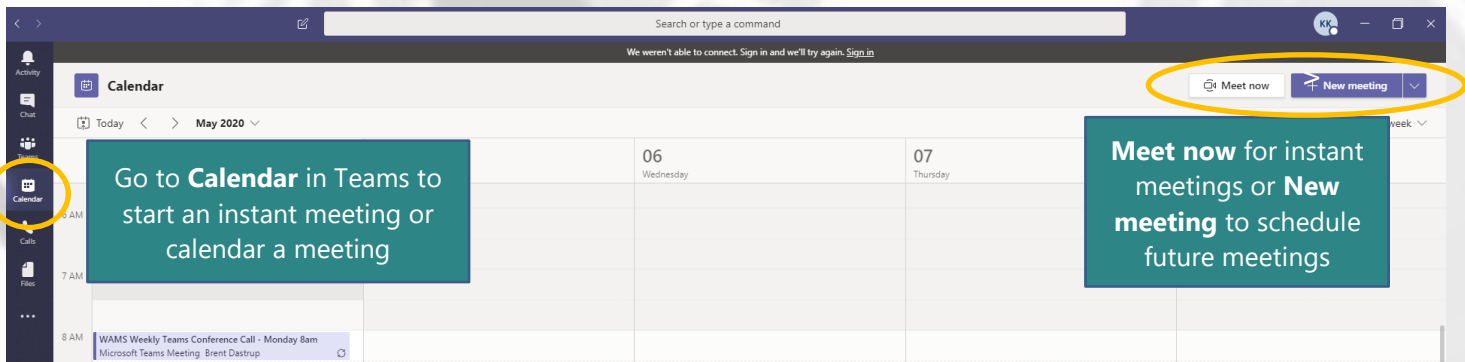 Search or type a command
KK
We weren't able to connect. Sign in and we'll try again. Sign in
Activity
Calendar
Meet now
New meeting
Chat
Today
May 2020
week
Teams
06
Wednesday
07
Thursday
Calendar
Go to Calendar in Teams to
start an instant meeting or
calendar a meeting
Meet now for instant
meetings or New
meeting to schedule
future meetings
AM
Calls
7 AM
Files
8 AM
WAMS Weekly Teams Conference Call - Monday 8am
Microsoft Teams Meeting Brent Dastrup